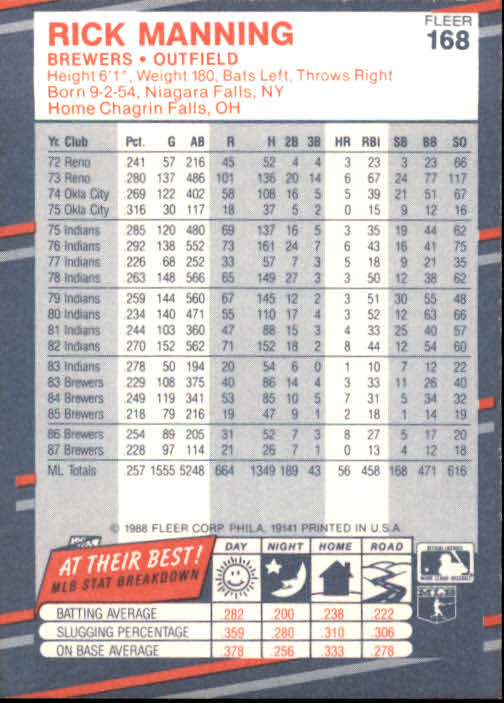 RICK MANNING
FLEER
168
BREWERS • OUTFIELD
Height 6'1", Weight 180, Bats Left, Throws Right
Born 9-2-54, Niagara Falls, NY
Home Chagrin Falls, OH
Yr. Club Pct. G AB R H 2B 3B HR RBI SB BB SO
72 Reno 241 57 216 45 52 4 4 3 23 3 23 66
73 Reno 280 137 486 101 136 20 14 6 67 24 77 117
74 Okla City 269 122 402 58 108 16 5 5 39 21 51 67
75 Okla City 316 30 117 18 37 5 2 0 15 9 12 16
75 Indians 285 120 480 69 137 16 5 3 35 19 44 62
76 Indians 292 138 552 73 161 24 7 6 43 16 41 75
77 Indians 226 68 252 33 57 7 3 5 18 9 21 35
78 Indians 263 148 566 65 149 27 3 3 50 12 38 62
79 Indians 259 144 560 67 145 12 2 3 51 30 55 48
80 Indians 234 140 471 55 110 17 4 3 52 12 63 66
81 Indians 244 103 360 47 88 15 3 4 33 25 40 57
82 Indians 270 152 562 71 152 18 2 8 44 12 54 60
83 Indians 278 50 194 20 54 6 0 1 10 7 12 22
83 Brewers 229 108 375 40 86 14 4 3 33 11 26 40
84 Brewers 249 119 341 53 85 10 5 7 31 5 34 32
85 Brewers 218 79 216 19 47 9 1 2 18 1 14 19
86 Brewers 254 89 205 31 52 7 3 8 27 5 17 20
87 Brewers 228 97 114 21 26 7 1 0 13 4 12 18
ML Totals 257 1555 5248 664 1349 189 43 56 458 168 471 616
© 1988 FLEER CORP. PHILA. 19141 PRINTED IN U.S.A.
AT THEIR BEST!
MLB STAT BREAKDOWN
DAY NIGHT HOME ROAD
BATTING AVERAGE .282 .200 .238 .222
SLUGGING PERCENTAGE .359 .280 .310 .306
ON BASE AVERAGE .378 .256 .333 .278